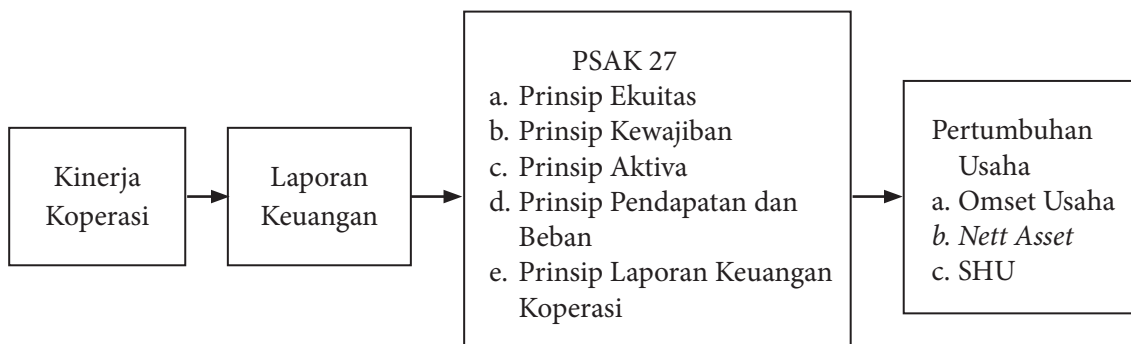 Kinerja
Koperasi
Laporan
Keuangan
PSAK 27
a. Prinsip Ekuitas
b. Prinsip Kewajiban
c. Prinsip Aktiva
d. Prinsip Pendapatan dan
Beban
e. Prinsip Laporan Keuangan
Koperasi
Pertumbuhan
Usaha
a. Omset Usaha
b. Nett Asset
c. SHU